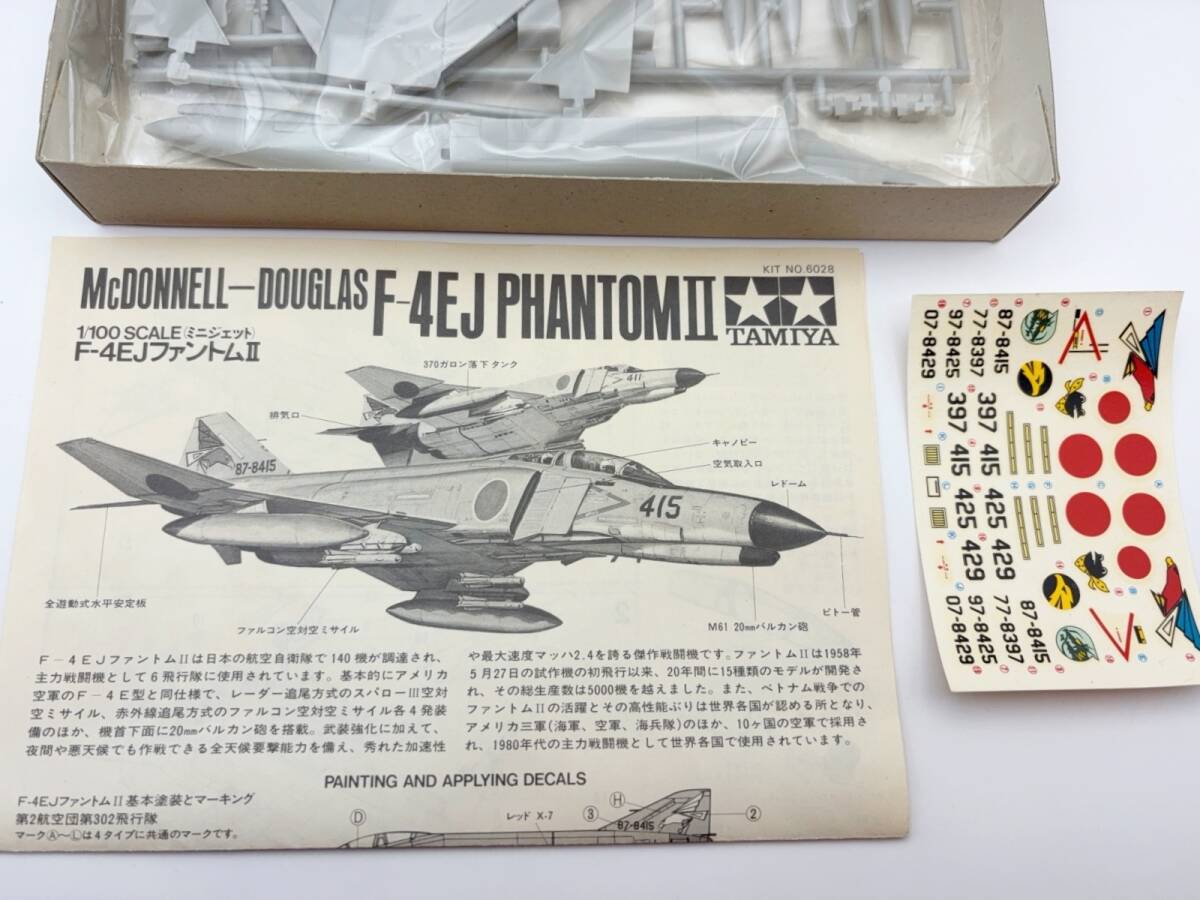 KIT NO.6028
McDONNELL—DOUGLAS F-4EJ PHANTOM II
TAMIYA
1/100 SCALE (ミニジェット)
F-4EJファントムII
370ガロン落下タンク
411
排気口
キャノピー
空気取入口
レドーム
87-8415
415
全遊動式水平安定板
ファルコン空対空ミサイル
M61 20mmバルカン砲
ピトー管
F-4EJファントムIIは日本の航空自衛隊で140機が調達され、
主力戦闘機として6飛行隊に使用されています。基本的にアメリカ
空軍のF-4E型と同仕様で、レーダー追尾方式のスパローIII空対
空ミサイル、赤外線追尾方式のファルコン空対空ミサイル各4発装
備のほか、機首下面に20mmバルカン砲を搭載。武装強化に加えて、
夜間や悪天候でも作戦できる全天候要撃能力を備え、秀れた加速性
や最大速度マッハ2.4を誇る傑作戦闘機です。ファントムIIは1958年
5月27日の試作機の初飛行以来、20年間に15種類のモデルが開発さ
れ、その総生産数は5000機を越えました。また、ベトナム戦争での
ファントムIIの活躍とその高性能ぶりは世界各国が認める所となり、
アメリカ三軍(海軍、空軍、海兵隊)のほか、10ヶ国の空軍で採用さ
れ、1980年代の主力戦闘機として世界各国で使用されています。
PAINTING AND APPLYING DECALS
F-4EJファントムII基本塗装とマーキング
第2航空団第302飛行隊
マークⒶ〜Ⓛは4タイプに共通のマークです。
Ⓓ
レッド X-7
Ⓗ
③
87-8415
②
07-8429
97-8425
77-8397
87-8415
397 397
415 415
425 425
429 429
07-8429
97-8425
77-8397
87-8415